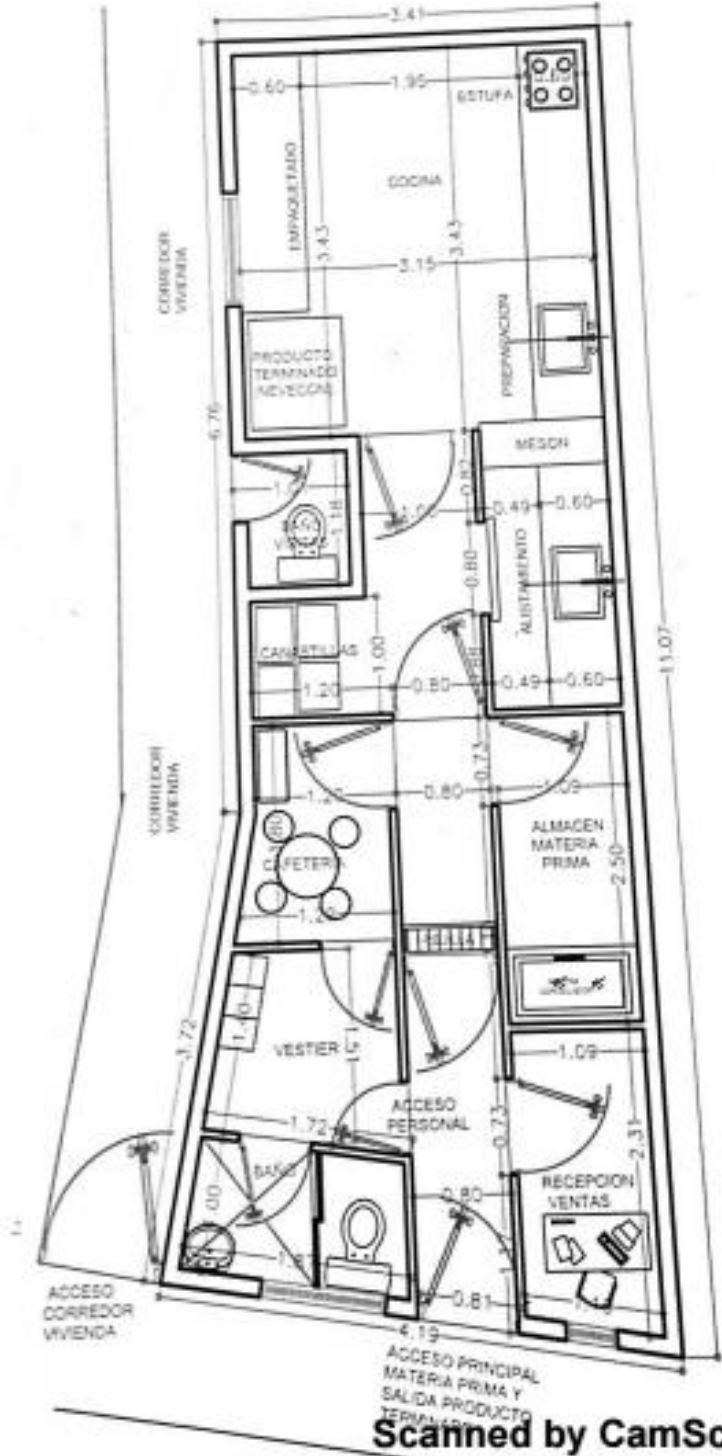 3.41
0.60
1.95
ESTUFA
COCINA
EMPAQUETADO
3.43
3.43
3.15
CORREDOR
VIVIENDA
PREPARACION
PRODUCTO
TERMINADO
(NEVECON)
6.76
MESON
0.82
1.18
0.49
0.60
0.80
ALISTAMIENTO
11.07
CANASTILLAS
1.00
1.20
0.80
0.49
0.60
CORREDOR
VIVIENDA
0.73
0.80
1.09
ALMACEN
MATERIA
PRIMA
CAFETERIA
2.50
3.72
VESTIER
1.51
1.09
1.72
ACCESO
PERSONAL
0.73
2.31
BAÑO
0.80
RECEPCION
VENTAS
ACCESO
CORREDOR
VIVIENDA
0.81
4.19
ACCESO PRINCIPAL
MATERIA PRIMA Y
SALIDA PRODUCTO
Scanned by CamSc